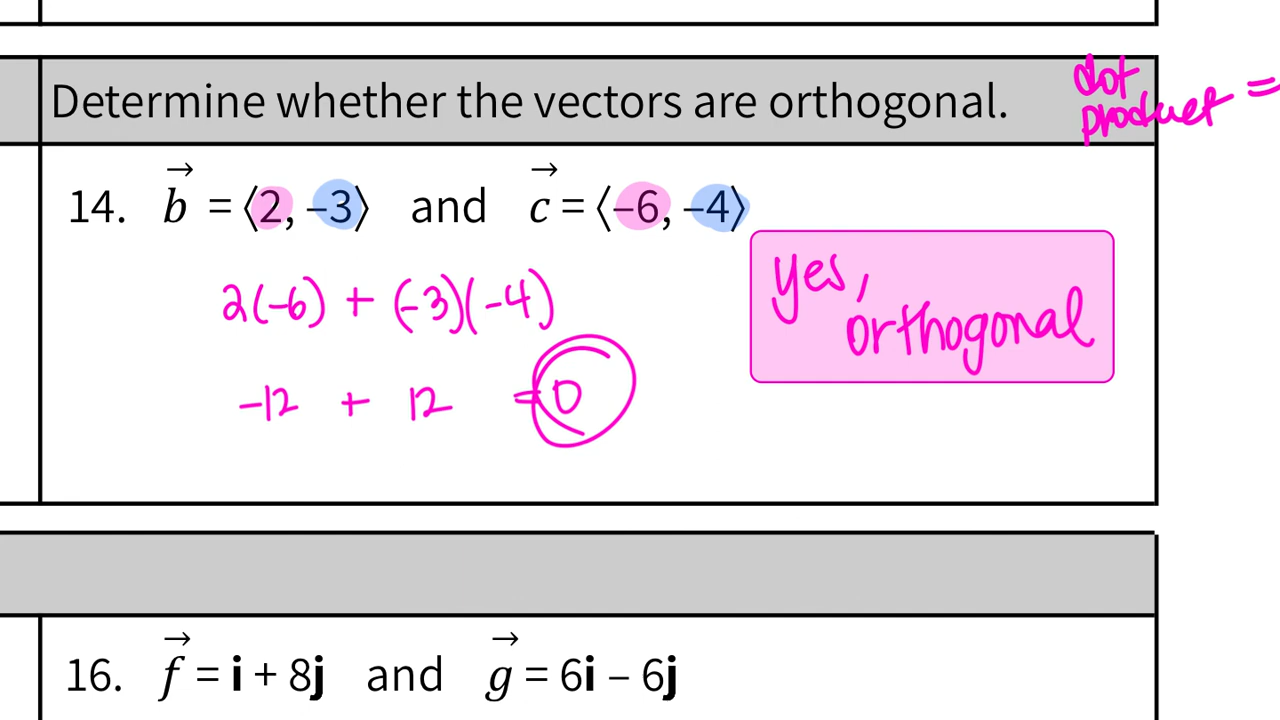 Determine whether the vectors are orthogonal.
dot
product =
14. b⃗ = ⟨2, –3⟩ and c⃗ = ⟨–6, –4⟩
2(-6) + (-3)(-4)
-12 + 12 = 0
yes,
orthogonal
16. f⃗ = i + 8j and g⃗ = 6i – 6j